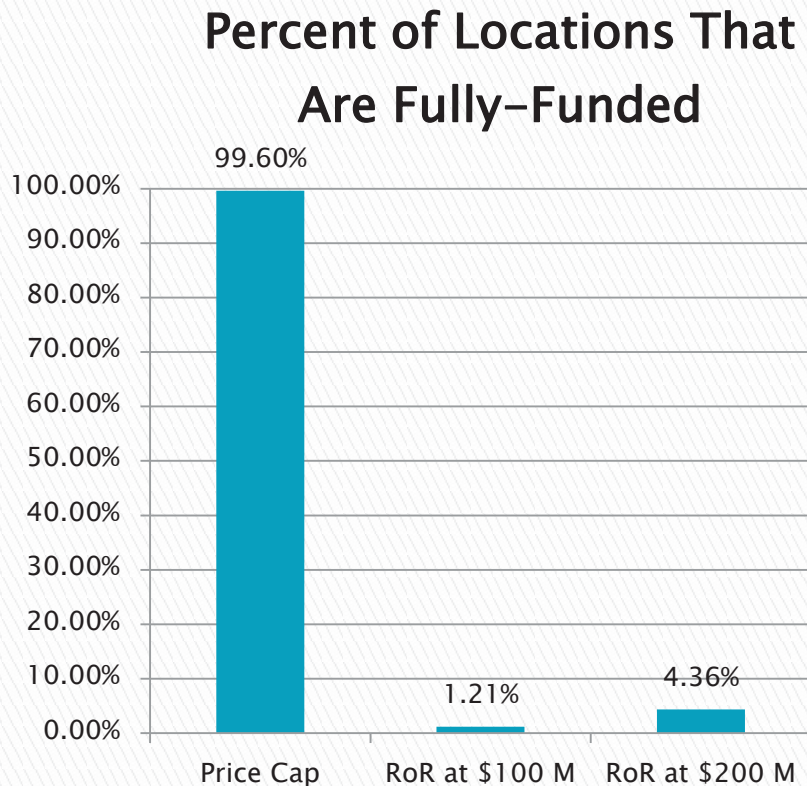 Percent of Locations That
Are Fully-Funded
99.60%
100.00%
90.00%
80.00%
70.00%
60.00%
50.00%
40.00%
30.00%
20.00%
10.00%
0.00%
1.21%
4.36%
Price Cap
RoR at $100 M
RoR at $200 M